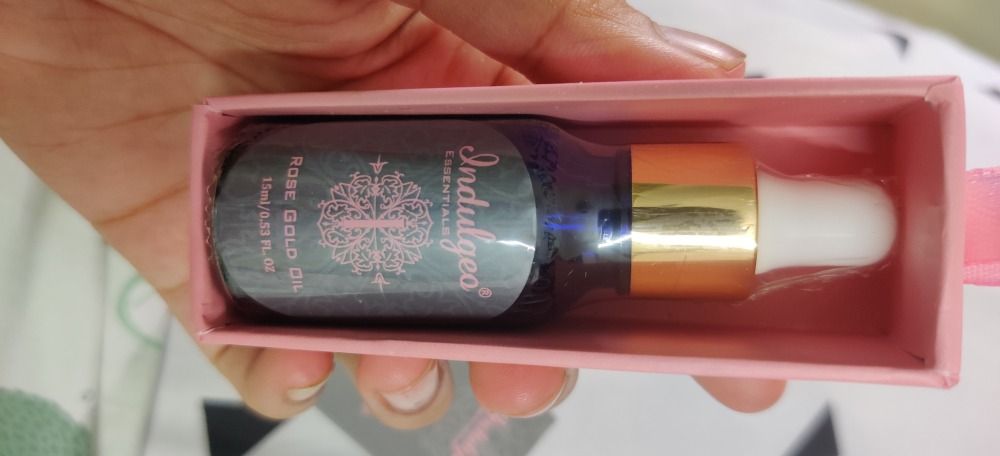 Indulgeo®
ESSENTIALS
ROSE GOLD OIL
15ml/0.53 FL. OZ